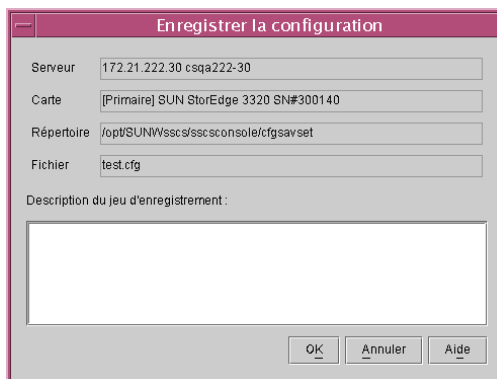 Enregistrer la configuration
Serveur 172.21.222.30 csqa222-30
Carte [Primaire] SUN StorEdge 3320 SN#300140
Répertoire /opt/SUNWsscs/sscsconsole/cfgsavset
Fichier test.cfg
Description du jeu d'enregistrement :
OK Annuler Aide